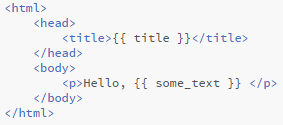 <html>
    <head>
        <title>{{ title }}</title>
    </head>
    <body>
        <p>Hello, {{ some_text }} </p>
    </body>
</html>